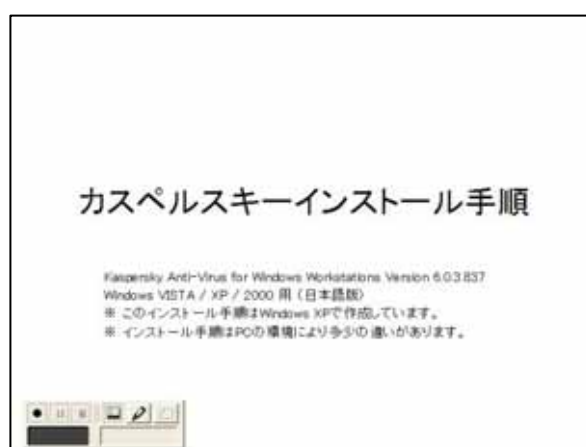 カスペルスキーインストール手順
Kaspersky Anti-Virus for Windows Workstations Version 6.0.3.837
Windows VISTA / XP / 2000 用（日本語版）
※ このインストール手順はWindows XPで作成しています。
※ インストール手順はPCの環境により多少の違いがあります。